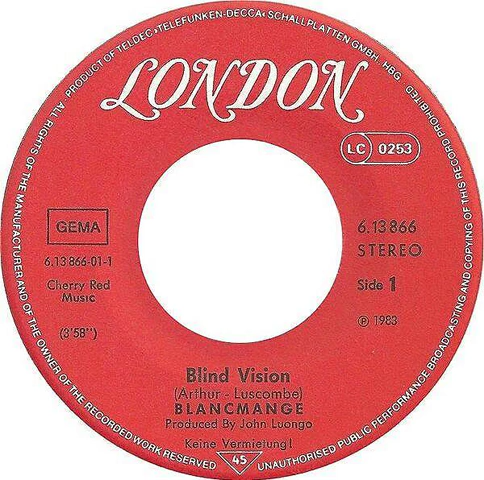 PRODUCT OF TELDEC »TELEFUNKEN-DECCA« SCHALLPLATTEN GMBH, HBG.
ALL RIGHTS OF THE MANUFACTURER AND OF THE OWNER OF THE RECORDED WORK RESERVED
UNAUTHORISED PUBLIC PERFORMANCE BROADCASTING AND COPYING OF THIS RECORD PROHIBITED
LONDON
LC 0253
GEMA
6.13 866-01-1
Cherry Red
Music
(3'58")
6.13 866
STEREO
Side 1
℗ 1983
Blind Vision
(Arthur - Luscombe)
BLANCMANGE
Produced By John Luongo
Keine Vermietung!
45